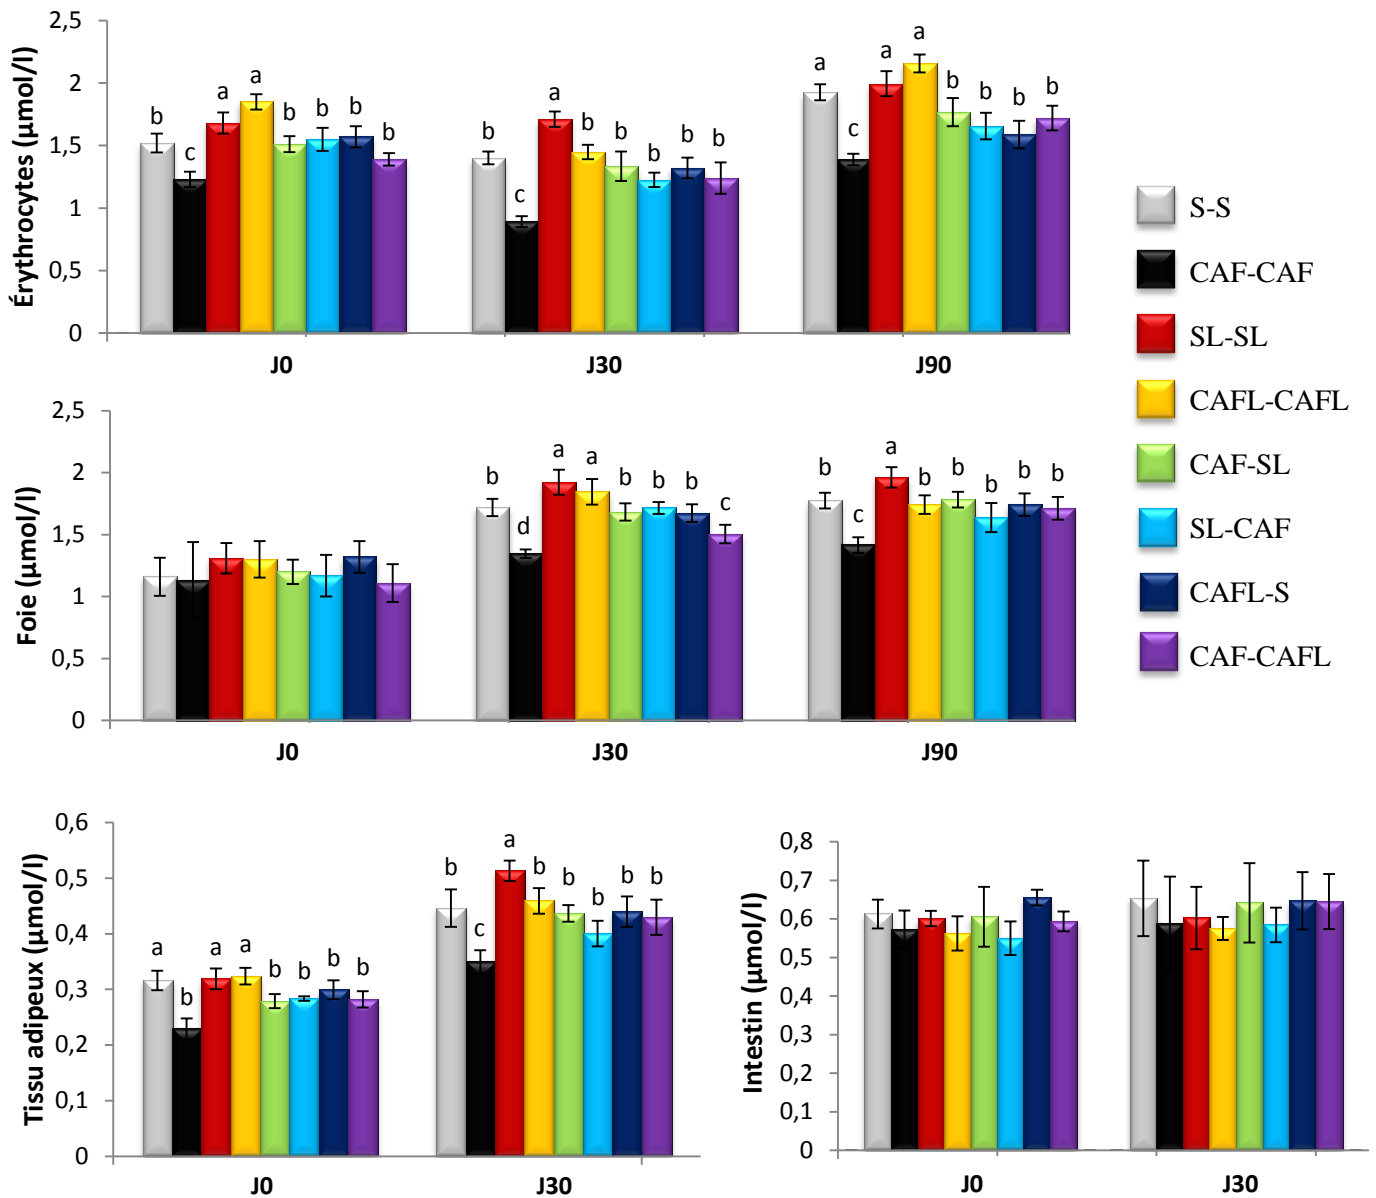 Érythrocytes (µmol/l)
2,5
2
1,5
1
0,5
0
b c a a b b b b
b c a b b b b b
a c a a b b b b
J0 J30 J90
S-S
CAF-CAF
SL-SL
CAFL-CAFL
CAF-SL
SL-CAF
CAFL-S
CAF-CAFL
Foie (µmol/l)
2,5
2
1,5
1
0,5
0
b d a a b b b c
b c a b b b b b
J0 J30 J90
Tissu adipeux (µmol/l)
0,6
0,5
0,4
0,3
0,2
0,1
0
a b a a b b b b
b c a b b b b b
J0 J30
Intestin (µmol/l)
0,8
0,7
0,6
0,5
0,4
0,3
0,2
0,1
0
J0 J30